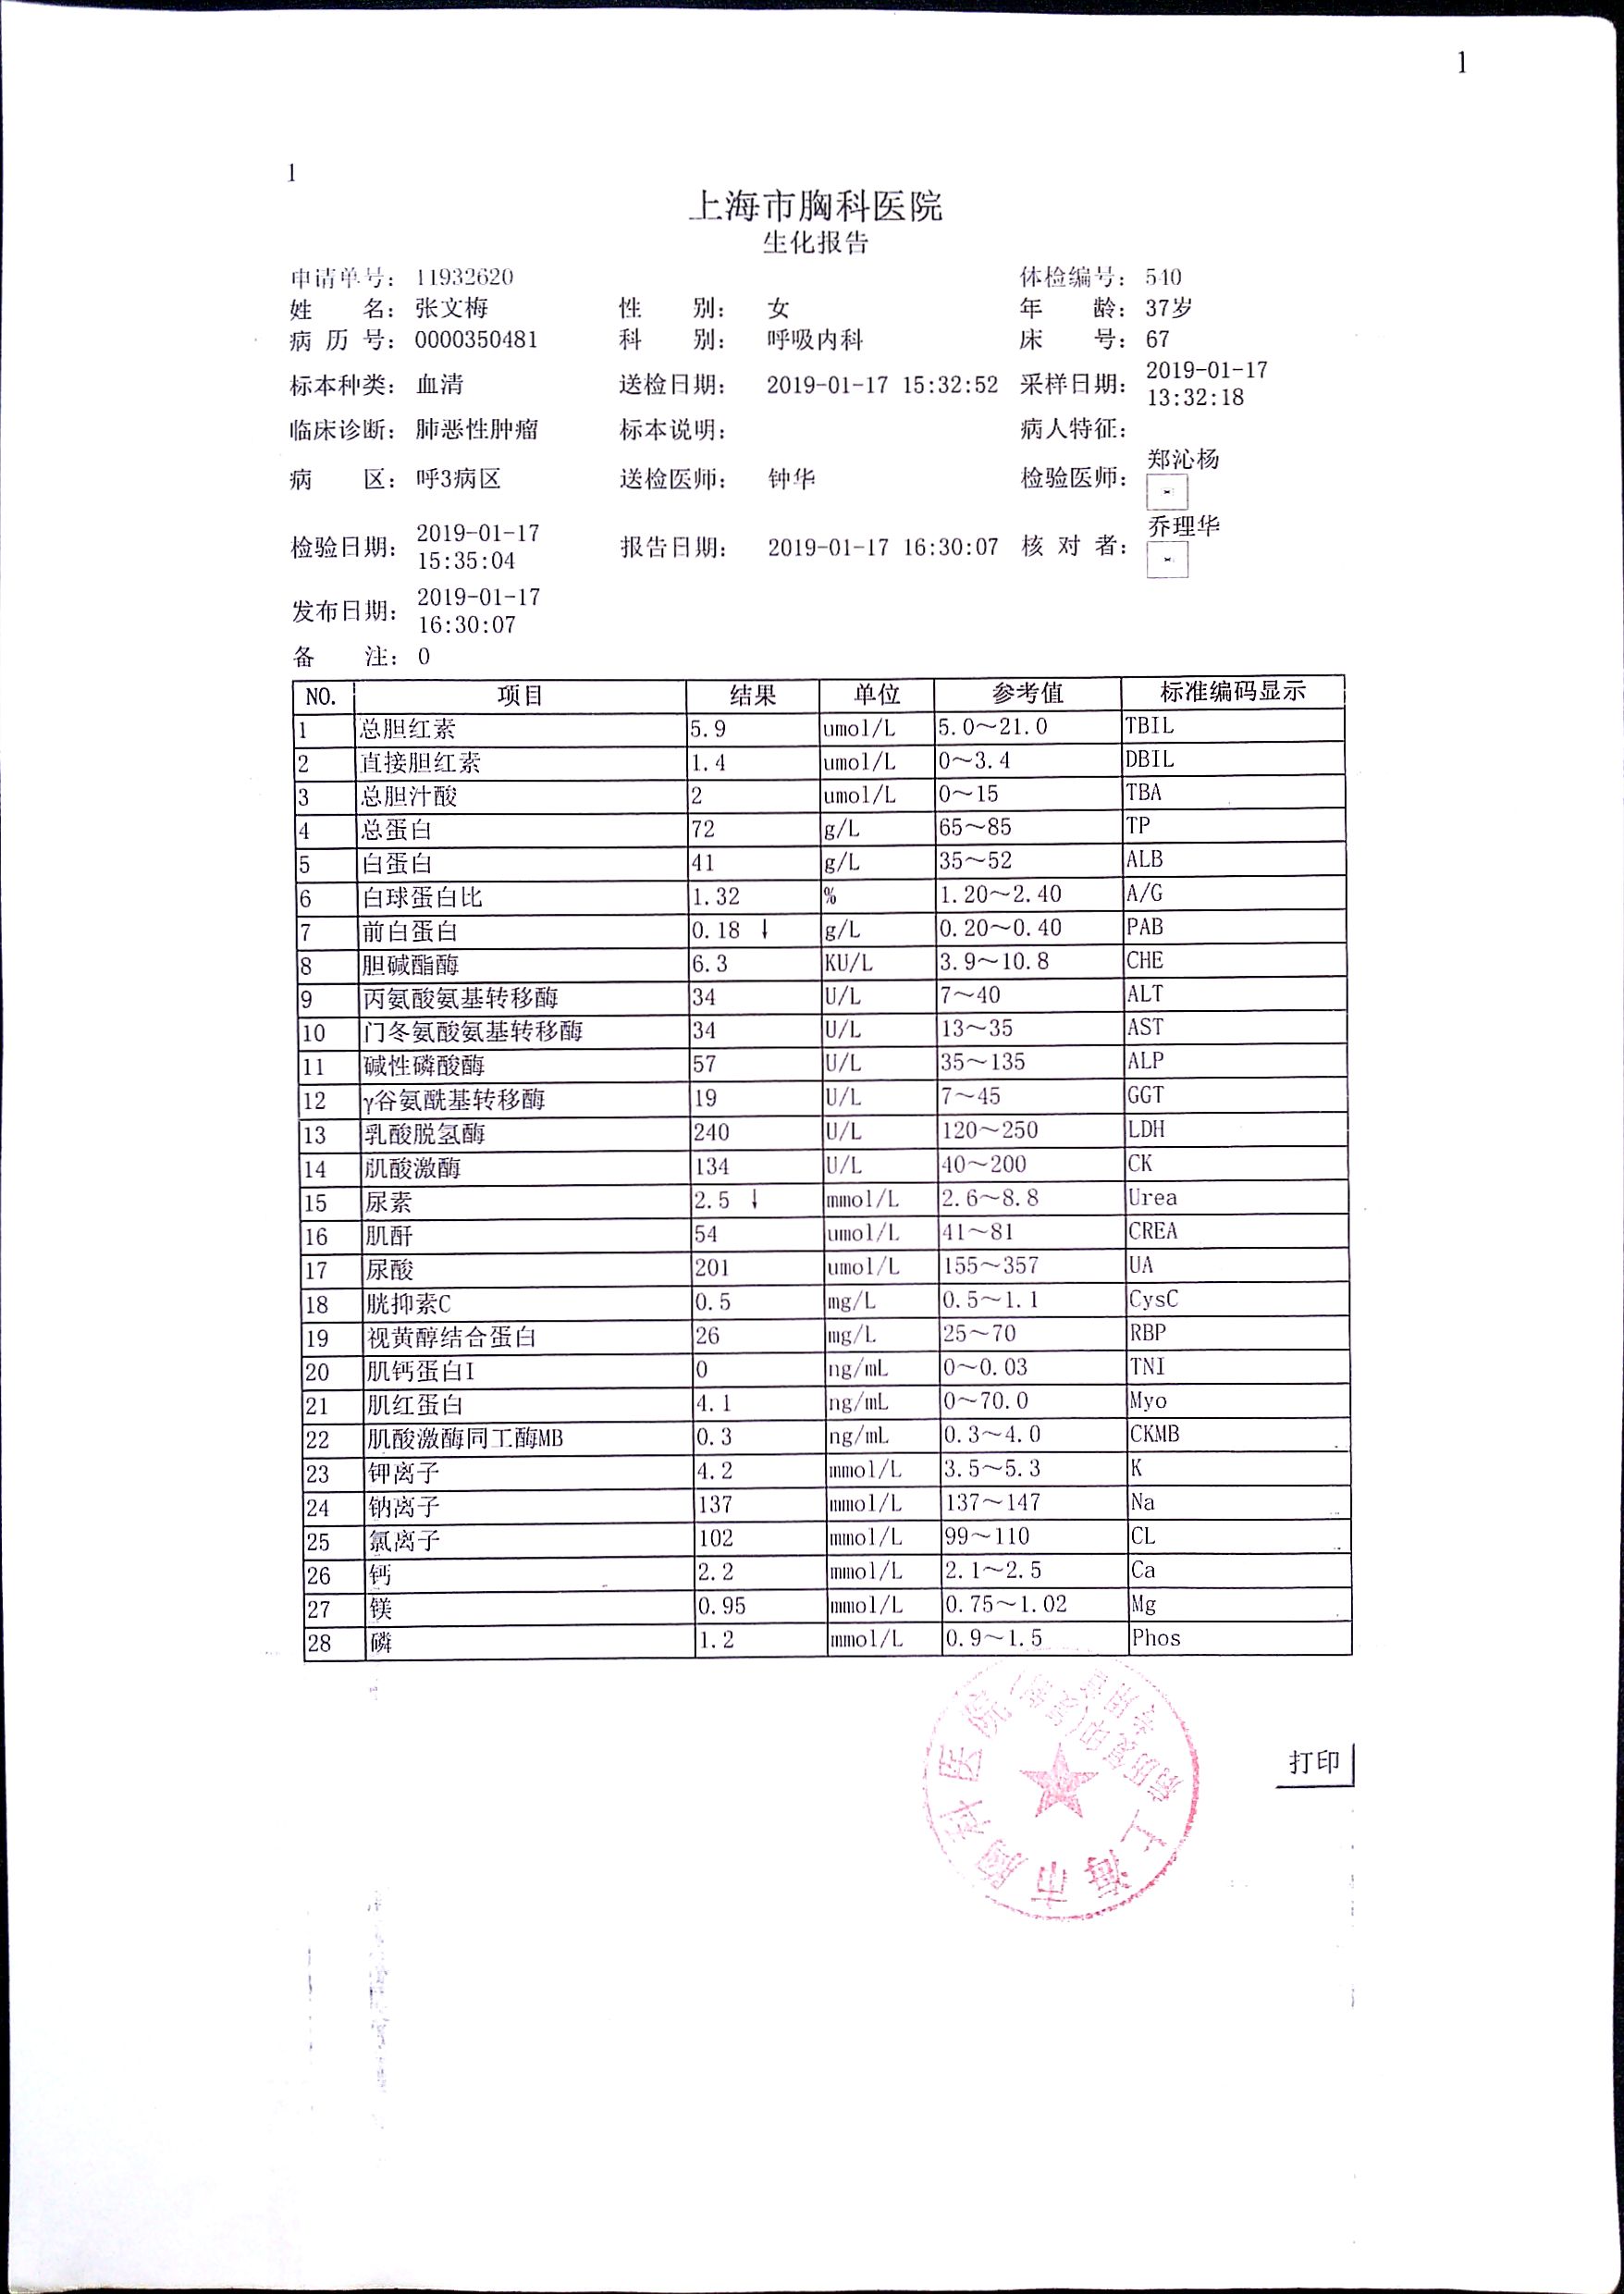 1
1
上海市胸科医院
生化报告
申请单号： 11932620 体检编号： 540
姓 名： 张文梅 性 别： 女 年 龄： 37岁
病 历 号： 0000350481 科 别： 呼吸内科 床 号： 67
标本种类： 血清 送检日期： 2019-01-17 15:32:52 采样日期： 2019-01-17 13:32:18
临床诊断： 肺恶性肿瘤 标本说明： 病人特征：
病 区： 呼3病区 送检医师： 钟华 检验医师： 郑沁杨
检验日期： 2019-01-17 15:35:04 报告日期： 2019-01-17 16:30:07 核 对 者： 乔理华
发布日期： 2019-01-17 16:30:07
备 注： 0
NO. 项目 结果 单位 参考值 标准编码显示
1 总胆红素 5.9 umol/L 5.0～21.0 TBIL
2 直接胆红素 1.4 umol/L 0～3.4 DBIL
3 总胆汁酸 2 umol/L 0～15 TBA
4 总蛋白 72 g/L 65～85 TP
5 白蛋白 41 g/L 35～52 ALB
6 白球蛋白比 1.32 % 1.20～2.40 A/G
7 前白蛋白 0.18 ↓ g/L 0.20～0.40 PAB
8 胆碱酯酶 6.3 KU/L 3.9～10.8 CHE
9 丙氨酸氨基转移酶 34 U/L 7～40 ALT
10 门冬氨酸氨基转移酶 34 U/L 13～35 AST
11 碱性磷酸酶 57 U/L 35～135 ALP
12 γ谷氨酰基转移酶 19 U/L 7～45 GGT
13 乳酸脱氢酶 240 U/L 120～250 LDH
14 肌酸激酶 134 U/L 40～200 CK
15 尿素 2.5 ↓ mmol/L 2.6～8.8 Urea
16 肌酐 54 umol/L 41～81 CREA
17 尿酸 201 umol/L 155～357 UA
18 胱抑素C 0.5 mg/L 0.5～1.1 CysC
19 视黄醇结合蛋白 26 mg/L 25～70 RBP
20 肌钙蛋白I 0 ng/mL 0～0.03 TNI
21 肌红蛋白 4.1 ng/mL 0～70.0 Myo
22 肌酸激酶同工酶MB 0.3 ng/mL 0.3～4.0 CKMB
23 钾离子 4.2 mmol/L 3.5～5.3 K
24 钠离子 137 mmol/L 137～147 Na
25 氯离子 102 mmol/L 99～110 CL
26 钙 2.2 mmol/L 2.1～2.5 Ca
27 镁 0.95 mmol/L 0.75～1.02 Mg
28 磷 1.2 mmol/L 0.9～1.5 Phos
上海市胸科医院
打印